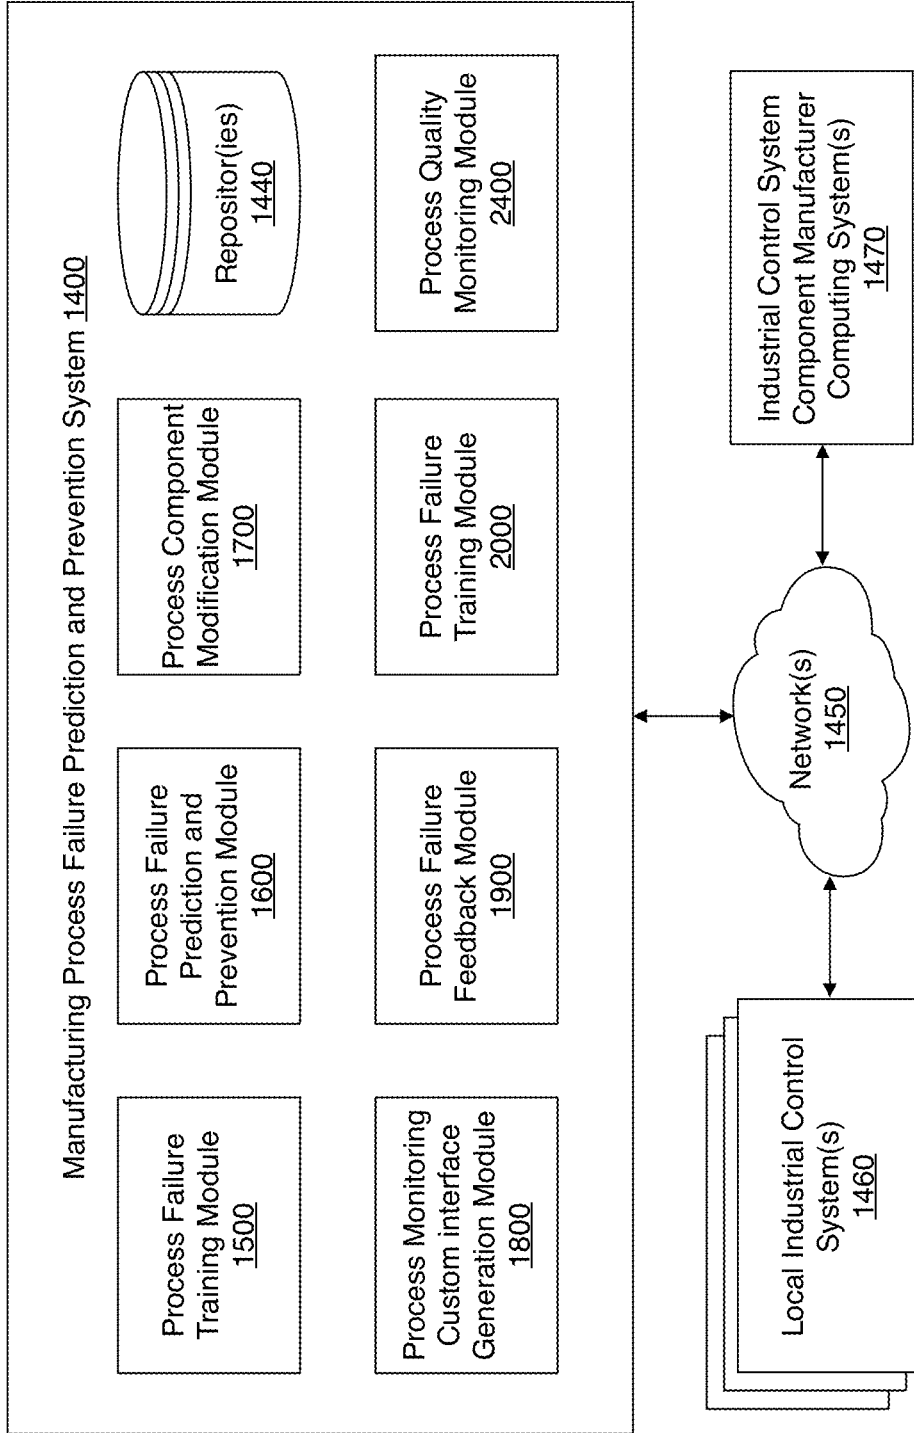 Manufacturing Process Failure Prediction and Prevention System 1400
Process Failure
Training Module
1500
Process Failure
Prediction and
Prevention Module
1600
Process Component
Modification Module
1700
Repositor(ies)
1440
Process Monitoring
Custom interface
Generation Module
1800
Process Failure
Feedback Module
1900
Process Failure
Training Module
2000
Process Quality
Monitoring Module
2400
Local Industrial Control
System(s)
1460
Network(s)
1450
Industrial Control System
Component Manufacturer
Computing System(s)
1470